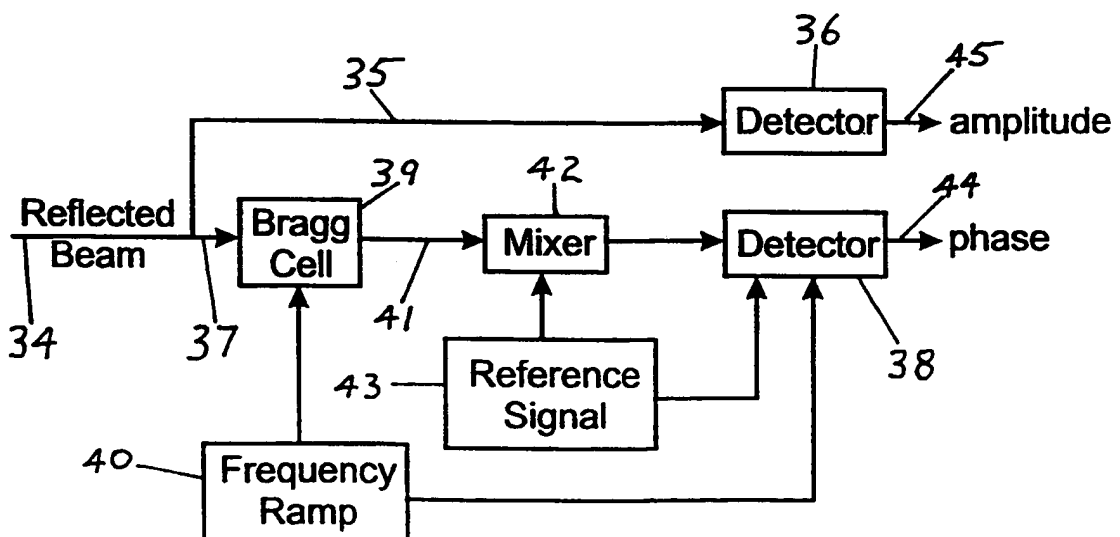 36
45
35
Detector
amplitude
39
42
44
Reflected
Beam
Bragg
Cell
Mixer
Detector
phase
34
37
41
43
Reference
Signal
38
40
Frequency
Ramp